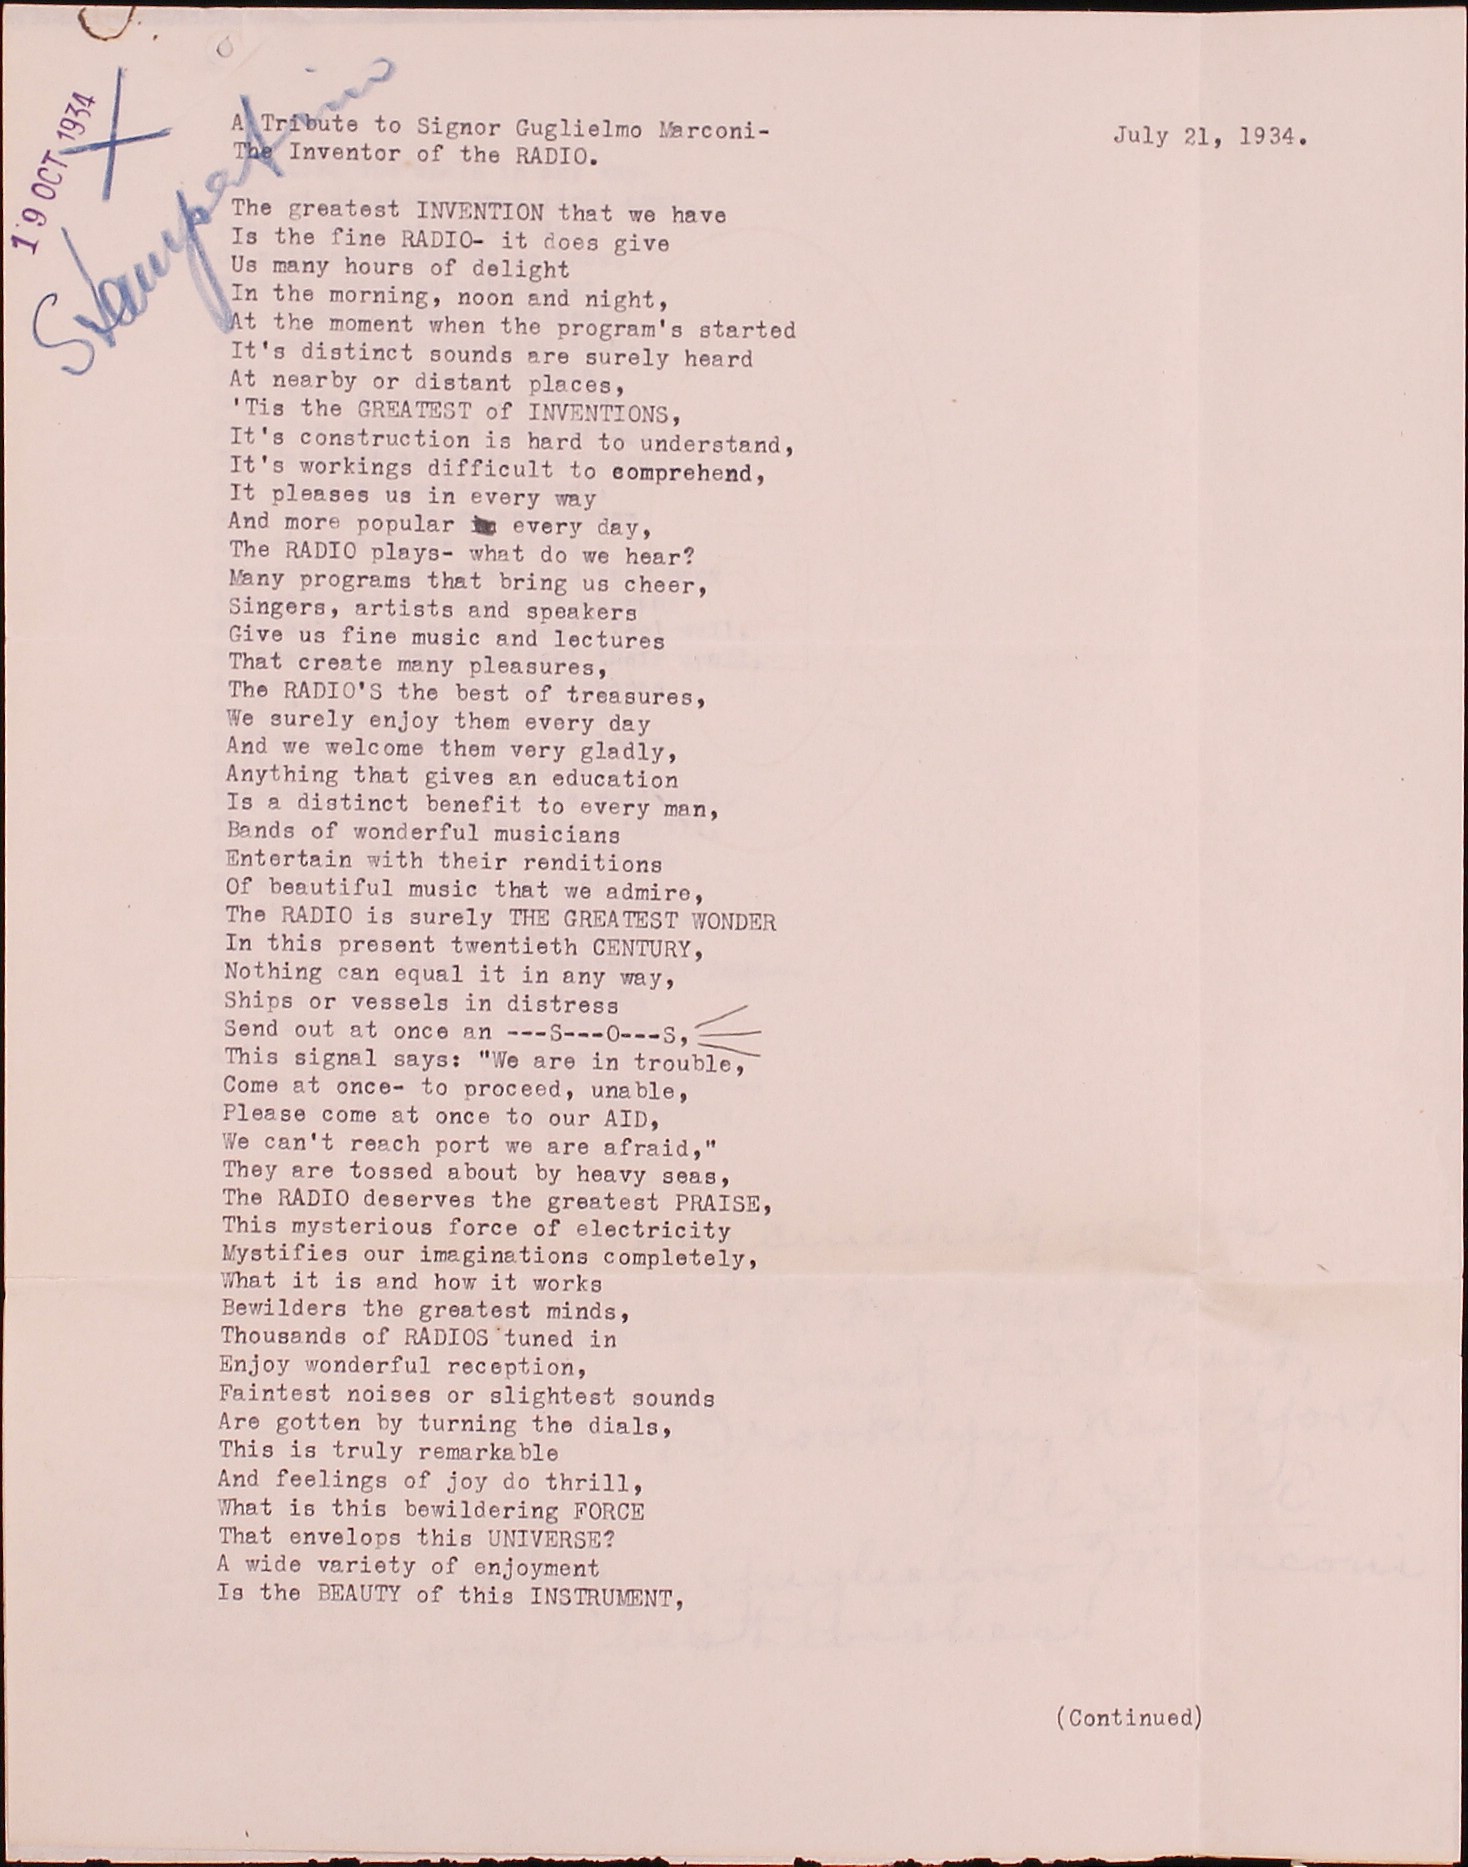 19 OCT 1934
A Tribute to Signor Guglielmo Marconi-
The Inventor of the RADIO.
July 21, 1934.
The greatest INVENTION that we have
Is the fine RADIO- it does give
Us many hours of delight
In the morning, noon and night,
At the moment when the program's started
It's distinct sounds are surely heard
At nearby or distant places,
'Tis the GREATEST of INVENTIONS,
It's construction is hard to understand,
It's workings difficult to comprehend,
It pleases us in every way
And more popular in every day,
The RADIO plays- what do we hear?
Many programs that bring us cheer,
Singers, artists and speakers
Give us fine music and lectures
That create many pleasures,
The RADIO'S the best of treasures,
We surely enjoy them every day
And we welcome them very gladly,
Anything that gives an education
Is a distinct benefit to every man,
Bands of wonderful musicians
Entertain with their renditions
Of beautiful music that we admire,
The RADIO is surely THE GREATEST WONDER
In this present twentieth CENTURY,
Nothing can equal it in any way,
Ships or vessels in distress
Send out at once an ---S---O---S,
This signal says: "We are in trouble,
Come at once- to proceed, unable,
Please come at once to our AID,
We can't reach port we are afraid,"
They are tossed about by heavy seas,
The RADIO deserves the greatest PRAISE,
This mysterious force of electricity
Mystifies our imaginations completely,
What it is and how it works
Bewilders the greatest minds,
Thousands of RADIOS tuned in
Enjoy wonderful reception,
Faintest noises or slightest sounds
Are gotten by turning the dials,
This is truly remarkable
And feelings of joy do thrill,
What is this bewildering FORCE
That envelops this UNIVERSE?
A wide variety of enjoyment
Is the BEAUTY of this INSTRUMENT,
(Continued)